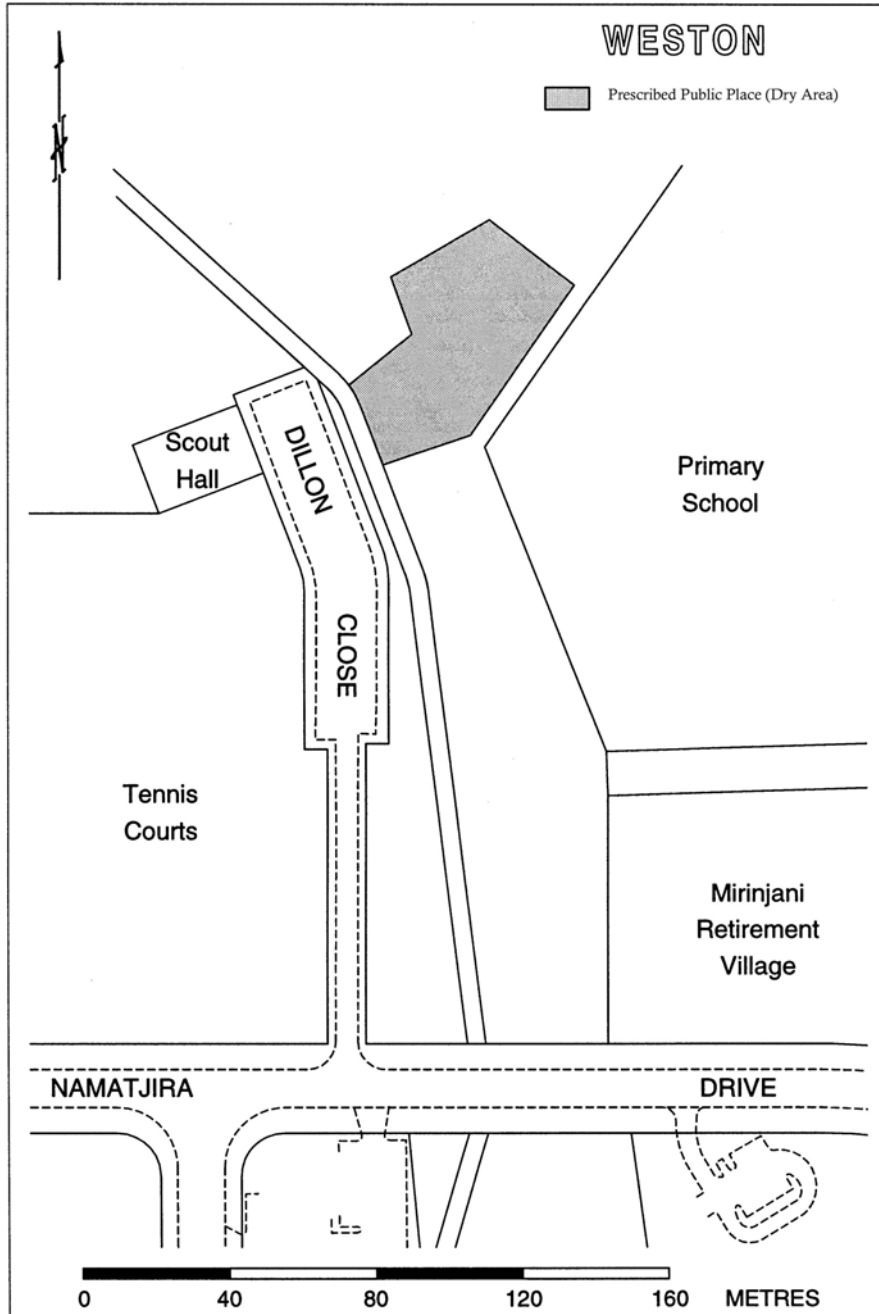 WESTON
Prescribed Public Place (Dry Area)
N
Scout
Hall
DILLON
CLOSE
Primary
School
Tennis
Courts
Mirinjani
Retirement
Village
NAMATJIRA DRIVE
0 40 80 120 160 METRES